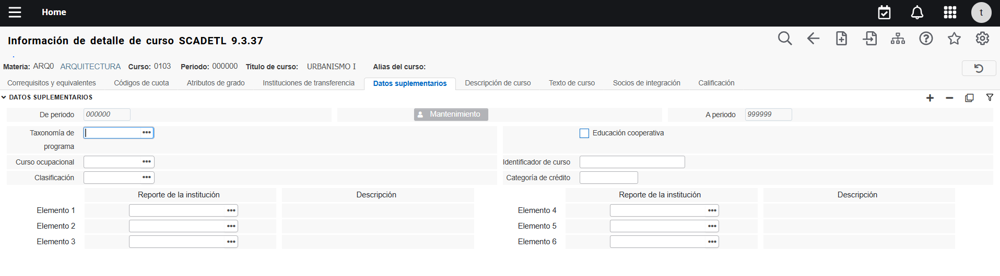 Home
t
Información de detalle de curso SCADETL 9.3.37
Materia: ARQ0 ARQUITECTURA Curso: 0103 Periodo: 000000 Título de curso: URBANISMO I Alias del curso:
Correquisitos y equivalentes Códigos de cuota Atributos de grado Instituciones de transferencia Datos suplementarios Descripción de curso Texto de curso Socios de integración Calificación
DATOS SUPLEMENTARIOS
De periodo 000000 Mantenimiento A periodo 999999
Taxonomía de programa Educación cooperativa
Curso ocupacional Identificador de curso
Clasificación Categoría de crédito
Reporte de la institución Descripción Reporte de la institución Descripción
Elemento 1 Elemento 4
Elemento 2 Elemento 5
Elemento 3 Elemento 6